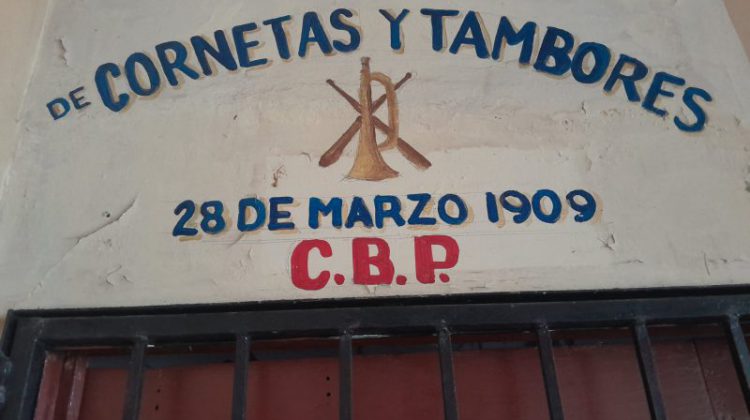 DE CORNETAS Y TAMBORES
28 DE MARZO 1909
C.B.P.